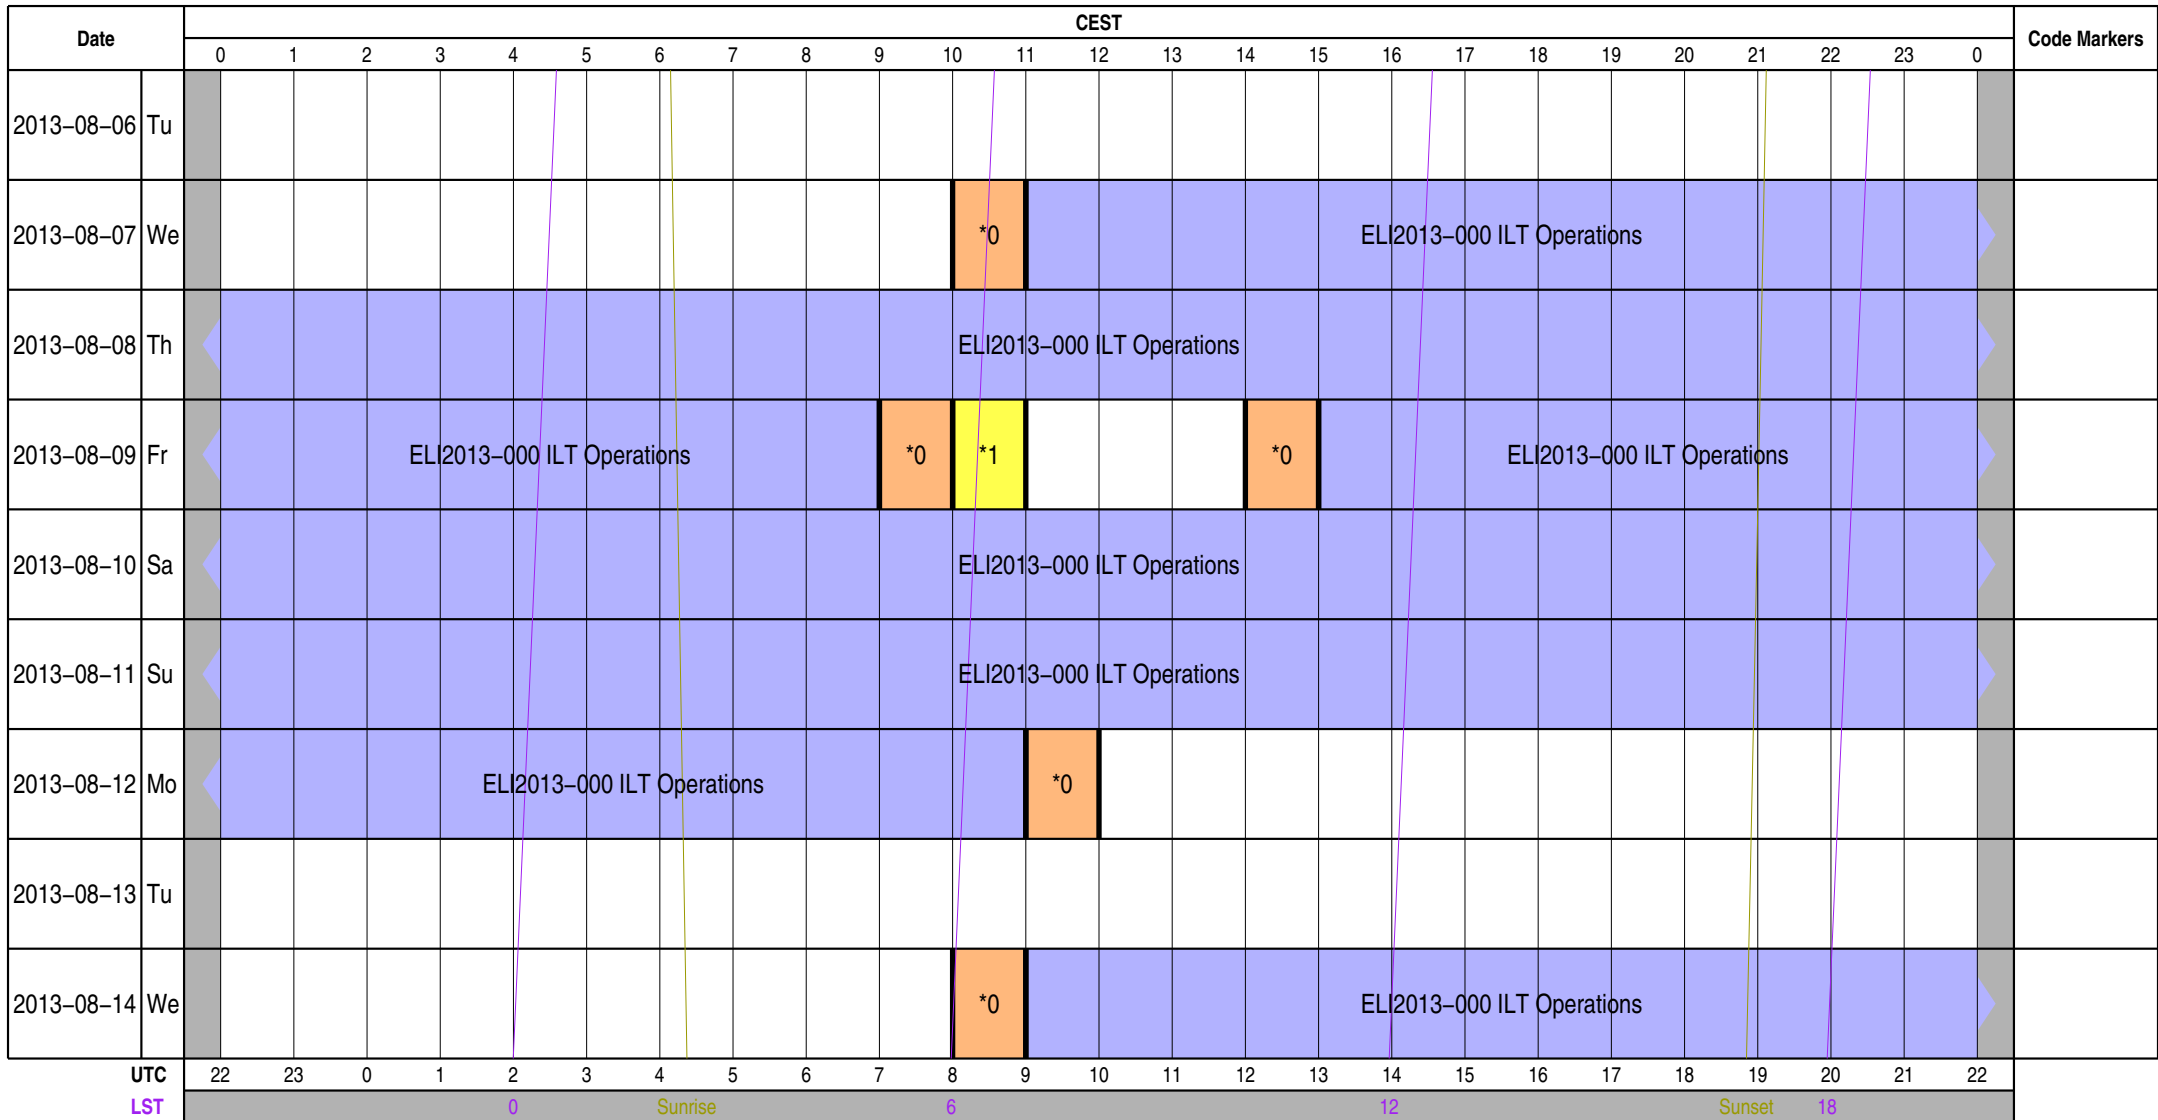 CEST
Date
Code Markers
0 1 2 3 4 5 6 7 8 9 10 11 12 13 14 15 16 17 18 19 20 21 22 23 0
2013−08−06 Tu
2013−08−07 We *0 ELI2013−000 ILT Operations
2013−08−08 Th ELI2013−000 ILT Operations
2013−08−09 Fr ELI2013−000 ILT Operations *0 *1 *0 ELI2013−000 ILT Operations
2013−08−10 Sa ELI2013−000 ILT Operations
2013−08−11 Su ELI2013−000 ILT Operations
2013−08−12 Mo ELI2013−000 ILT Operations *0
2013−08−13 Tu
2013−08−14 We *0 ELI2013−000 ILT Operations
UTC 22 23 0 1 2 3 4 5 6 7 8 9 10 11 12 13 14 15 16 17 18 19 20 21 22
LST 0 Sunrise 6 12 Sunset 18